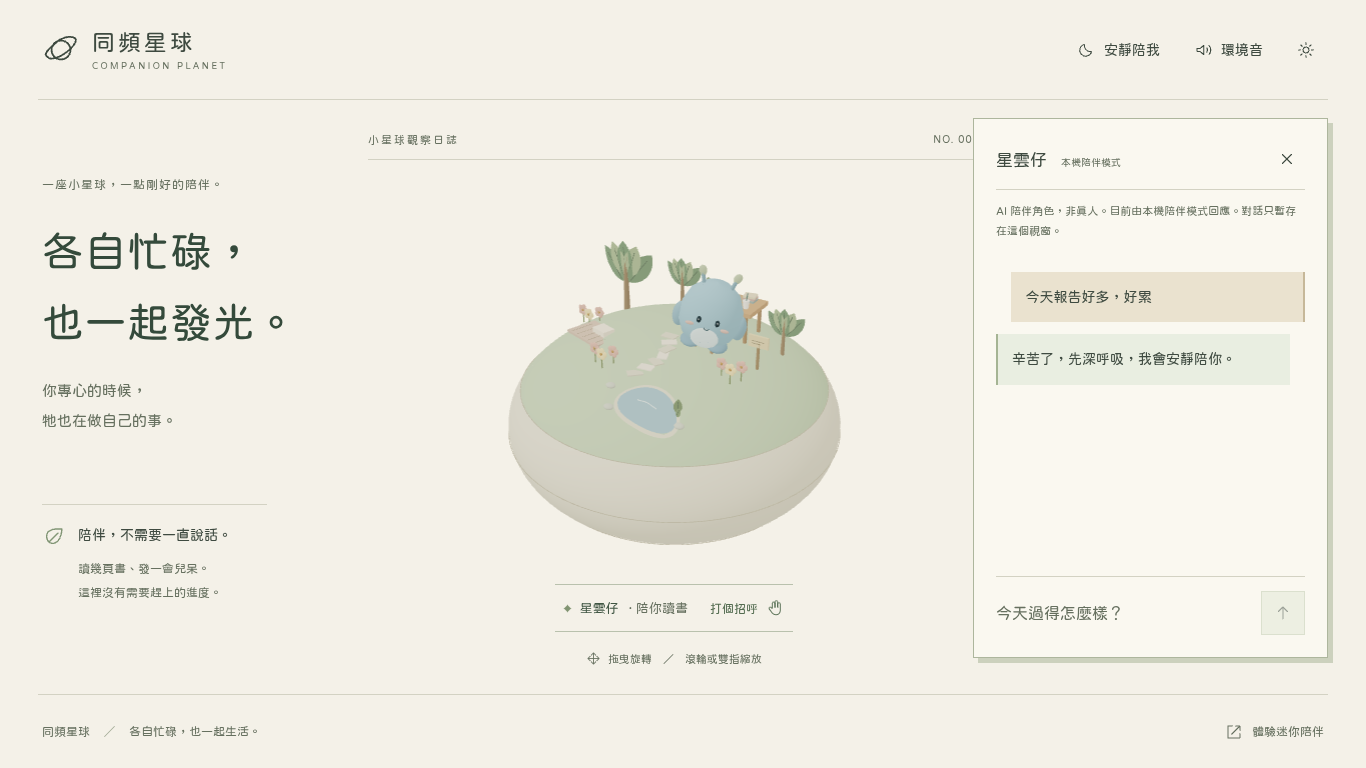 同頻星球
COMPANION PLANET
安靜陪我
環境音
小星球觀察日誌
NO. 00
一座小星球，一點剛好的陪伴。
各自忙碌，
也一起發光。
你專心的時候，
牠也在做自己的事。
陪伴，不需要一直說話。
讀幾頁書、發一會兒呆。
這裡沒有需要趕上的進度。
星雲仔 · 陪你讀書
打個招呼
拖曳旋轉 ／ 滾輪或雙指縮放
星雲仔
本機陪伴模式
AI 陪伴角色，非真人。目前由本機陪伴模式回應。對話只暫存
在這個視窗。
今天報告好多，好累
辛苦了，先深呼吸，我會安靜陪你。
今天過得怎麼樣？
同頻星球 ／ 各自忙碌，也一起生活。
體驗迷你陪伴